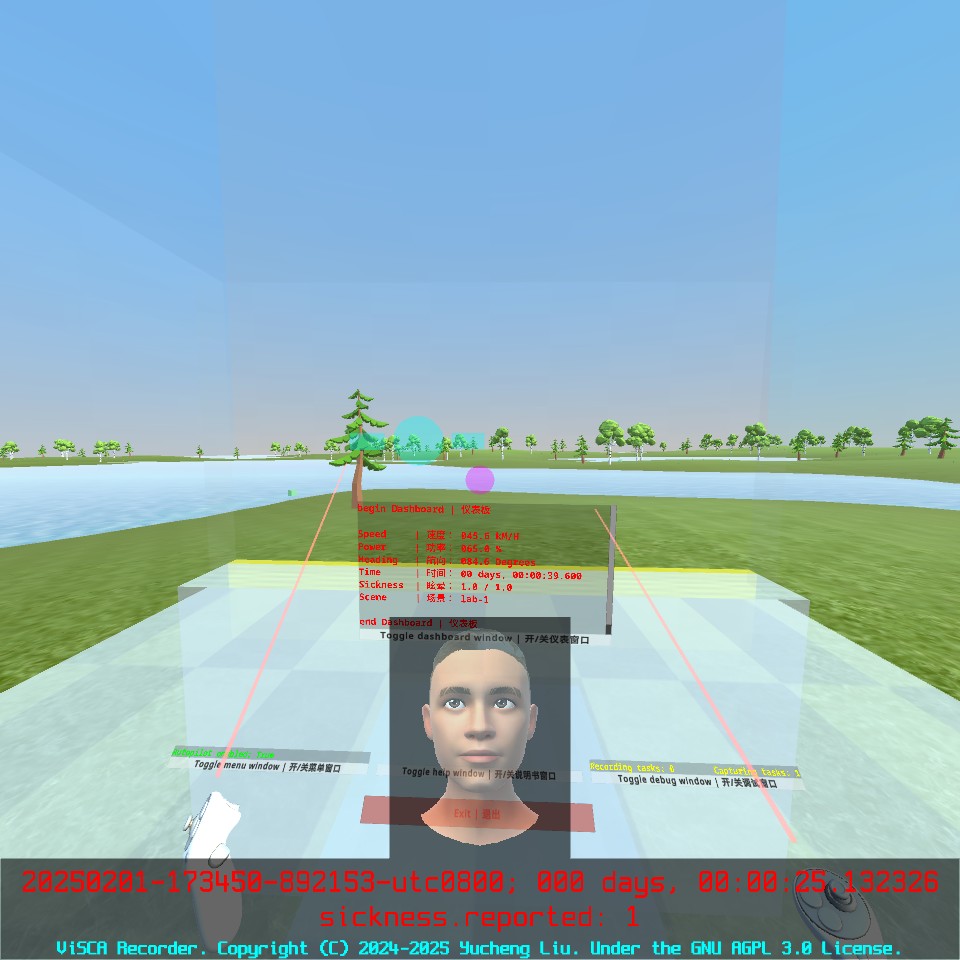 begin Dashboard | 仪表板
Speed | 速度: 045.6 kM/H
Power | 功率: 065.0 %
Heading | 航向: 084.6 Degrees
Time | 时间: 00 days, 00:00:39.600
Sickness | 眩晕: 1.0 / 1.0
Scene | 场景: lab-1
end Dashboard | 仪表板
Toggle dashboard window | 开/关仪表窗口
Autopilot
Toggle menu window | 开/关菜单窗口
Toggle help window | 开/关说明书窗口
Recording tasks: 0 Capturing tasks: 1
Toggle debug window | 开/关调试窗口
Exit | 退出
20250201-173450-892153-utc0800; 000 days, 00:00:25.132326
sickness.reported: 1
ViSCA Recorder. Copyright (C) 2024-2025 Yucheng Liu. Under the GNU AGPL 3.0 License.